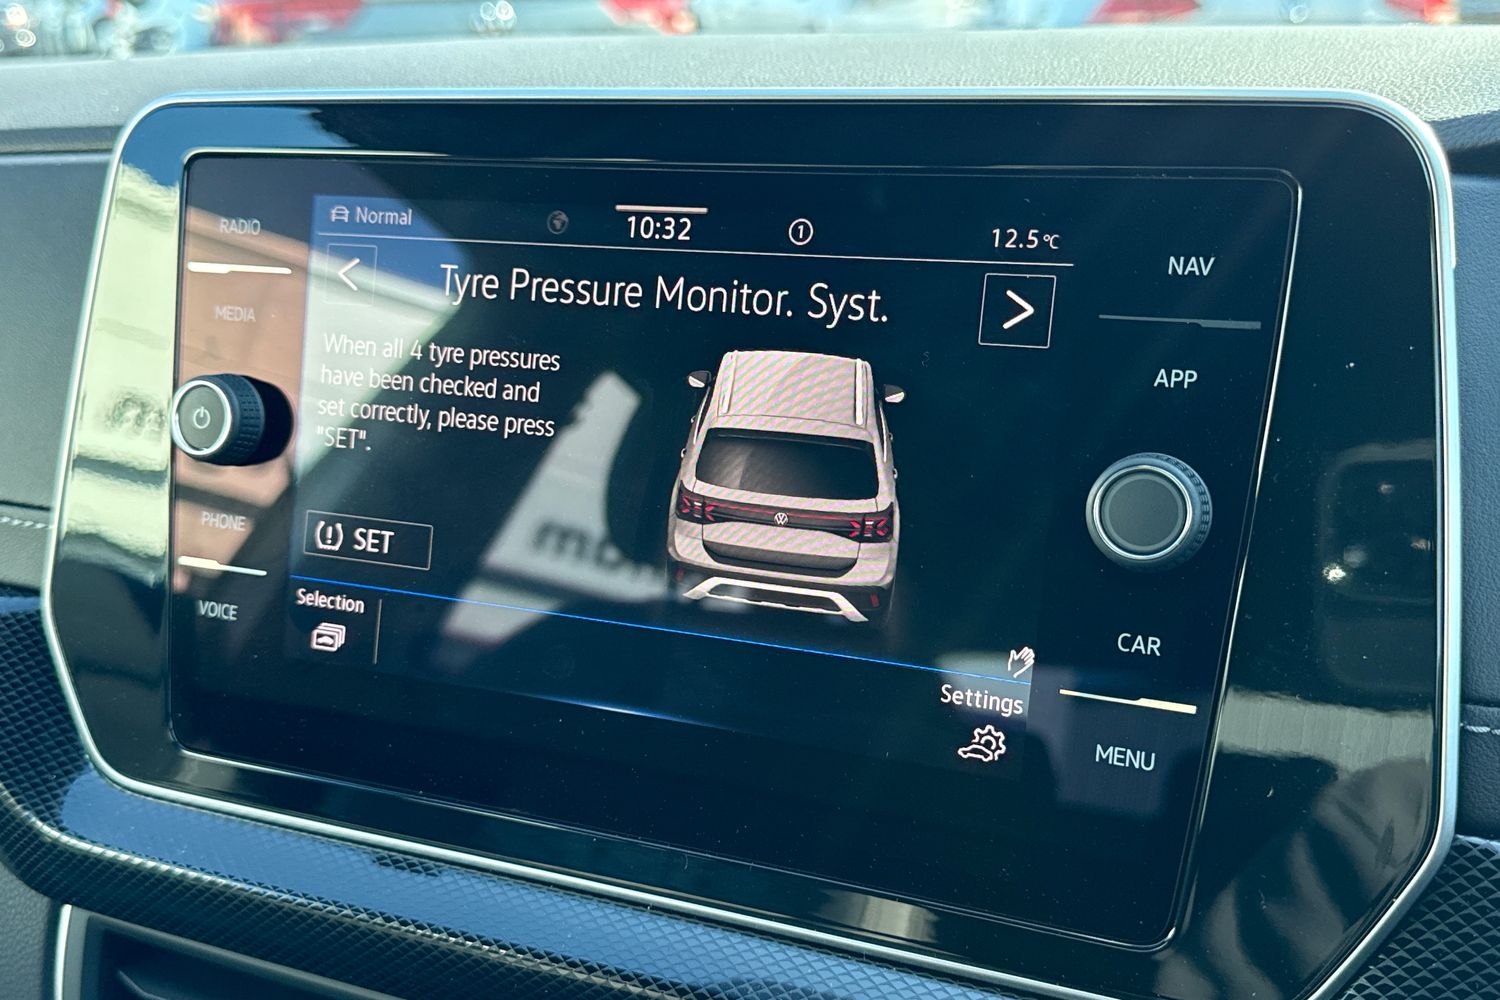 RADIO
MEDIA
PHONE
VOICE
Normal
10:32
1
12.5°C
Tyre Pressure Monitor. Syst.
When all 4 tyre pressures
have been checked and
set correctly, please press
"SET".
SET
Selection
Settings
NAV
APP
CAR
MENU